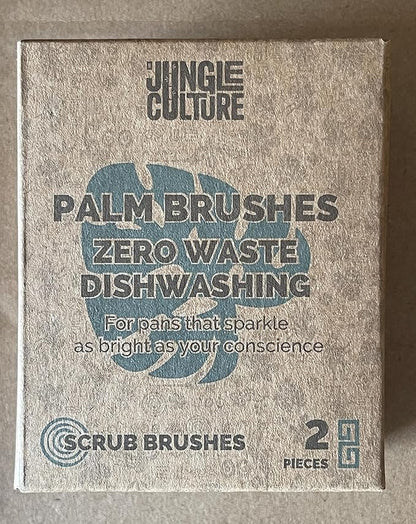 JUNGLE
CULTURE
PALM BRUSHES
ZERO WASTE
DISHWASHING
For pans that sparkle
as bright as your conscience
SCRUB BRUSHES
2
PIECES